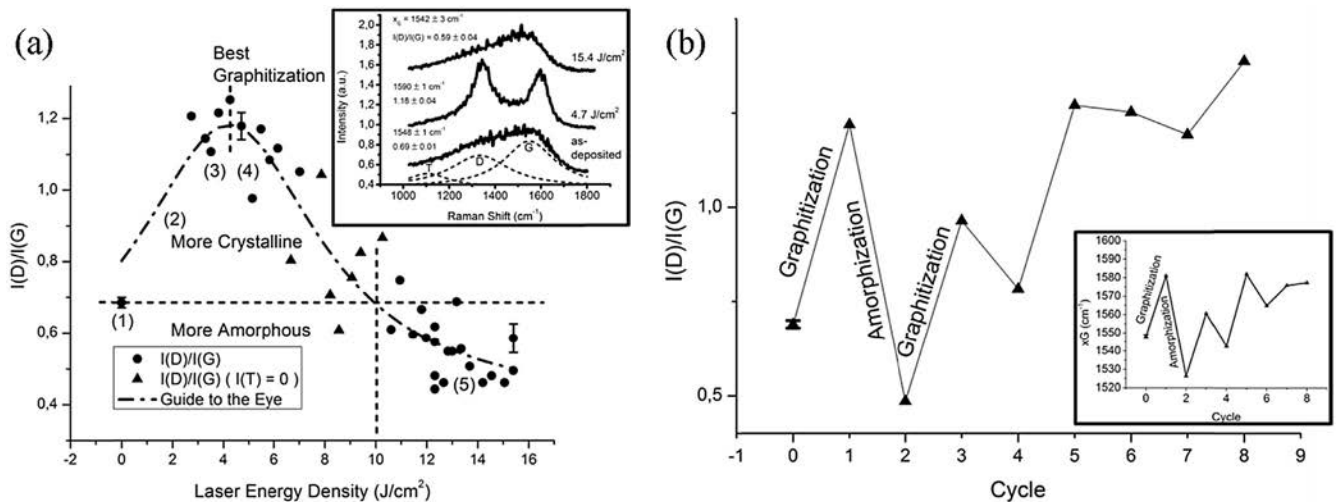 (a)
Best
Graphitization
1,2
1,0
0,8
0,6
0,4
I(D)/I(G)
(1)
(2)
(3)
(4)
(5)
More Crystalline
More Amorphous
I(D)/I(G)
I(D)/I(G) ( I(T) = 0 )
Guide to the Eye
-2 0 2 4 6 8 10 12 14 16
Laser Energy Density (J/cm²)
2,0
1,8
1,6
1,4
1,2
1,0
0,8
0,6
0,4
Intensity (a.u.)
xG = 1542 ± 3 cm⁻¹
I(D)/I(G) = 0.59 ± 0.04
15.4 J/cm²
1590 ± 1 cm⁻¹
1.18 ± 0.04
4.7 J/cm²
1548 ± 1 cm⁻¹
0.69 ± 0.01
as-
deposited
T
D
G
1000 1200 1400 1600 1800
Raman Shift (cm⁻¹)
(b)
1,0
0,5
I(D)/I(G)
Graphitization
Amorphization
Graphitization
-1 0 1 2 3 4 5 6 7 8 9
Cycle
1600
1590
1580
1570
1560
1550
1540
1530
1520
xG (cm⁻¹)
Graphitization
Amorphization
0 2 4 6 8
Cycle